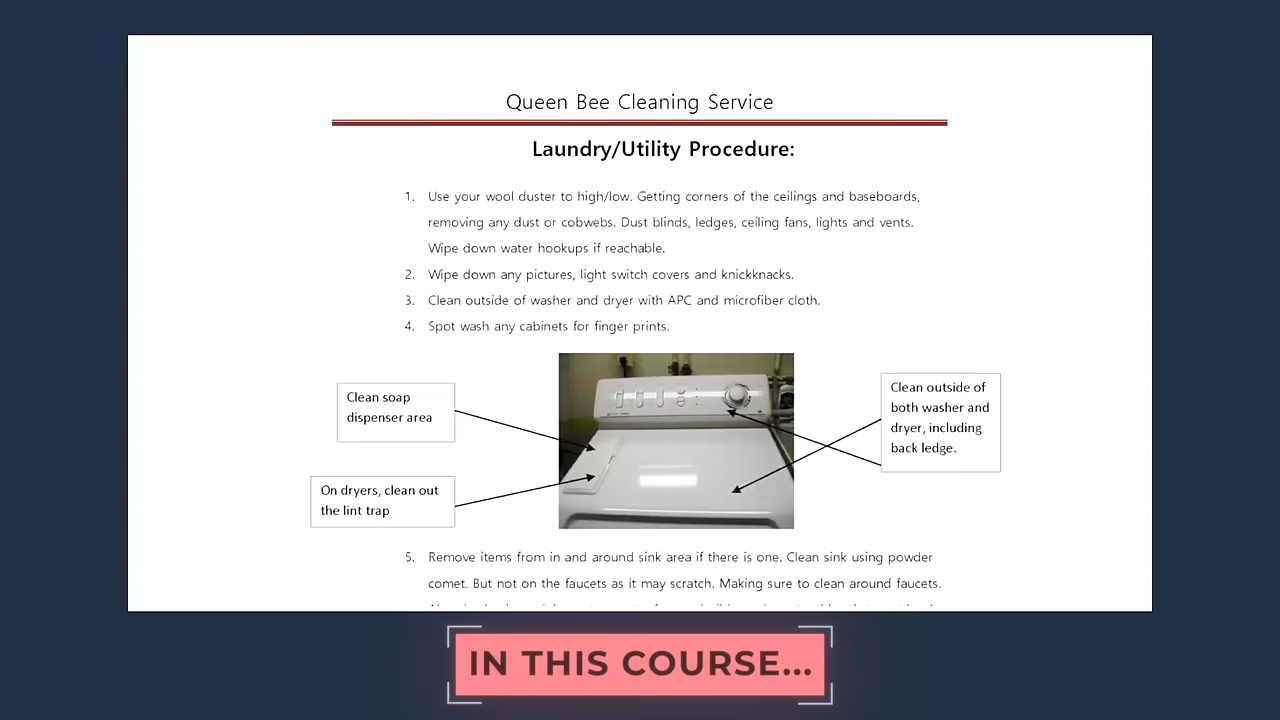 Queen Bee Cleaning Service
Laundry/Utility Procedure:
1. Use your wool duster to high/low. Getting corners of the ceilings and baseboards,
removing any dust or cobwebs. Dust blinds, ledges, ceiling fans, lights and vents.
Wipe down water hookups if reachable.
2. Wipe down any pictures, light switch covers and knickknacks.
3. Clean outside of washer and dryer with APC and microfiber cloth.
4. Spot wash any cabinets for finger prints.
Clean soap
dispenser area
On dryers, clean out
the lint trap
Clean outside of
both washer and
dryer, including
back ledge.
5. Remove items from in and around sink area if there is one. Clean sink using powder
comet. But not on the faucets as it may scratch. Making sure to clean around faucets.
IN THIS COURSE...